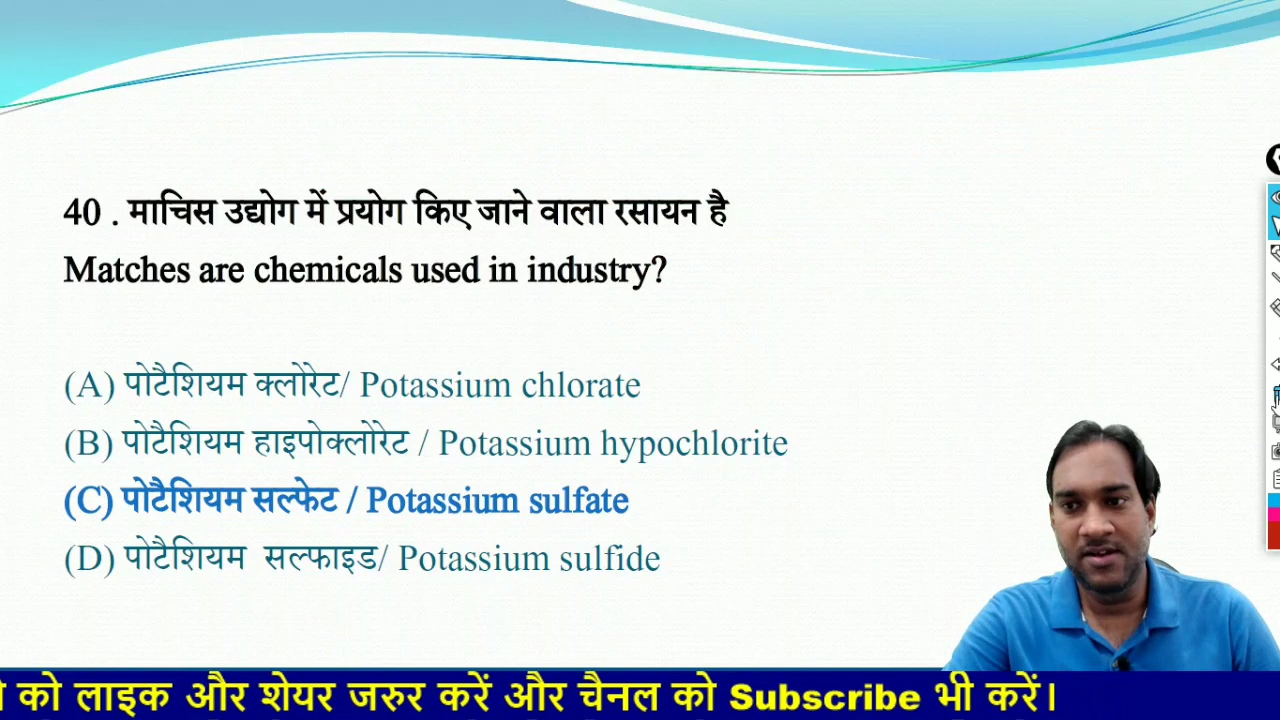 40 . माचिस उद्योग में प्रयोग किए जाने वाला रसायन है
Matches are chemicals used in industry?
(A) पोटैशियम क्लोरेट/ Potassium chlorate
(B) पोटैशियम हाइपोक्लोरेट / Potassium hypochlorite
(C) पोटैशियम सल्फेट / Potassium sulfate
(D) पोटैशियम सल्फाइड/ Potassium sulfide
को लाइक और शेयर जरुर करें और चैनल को Subscribe भी करें।